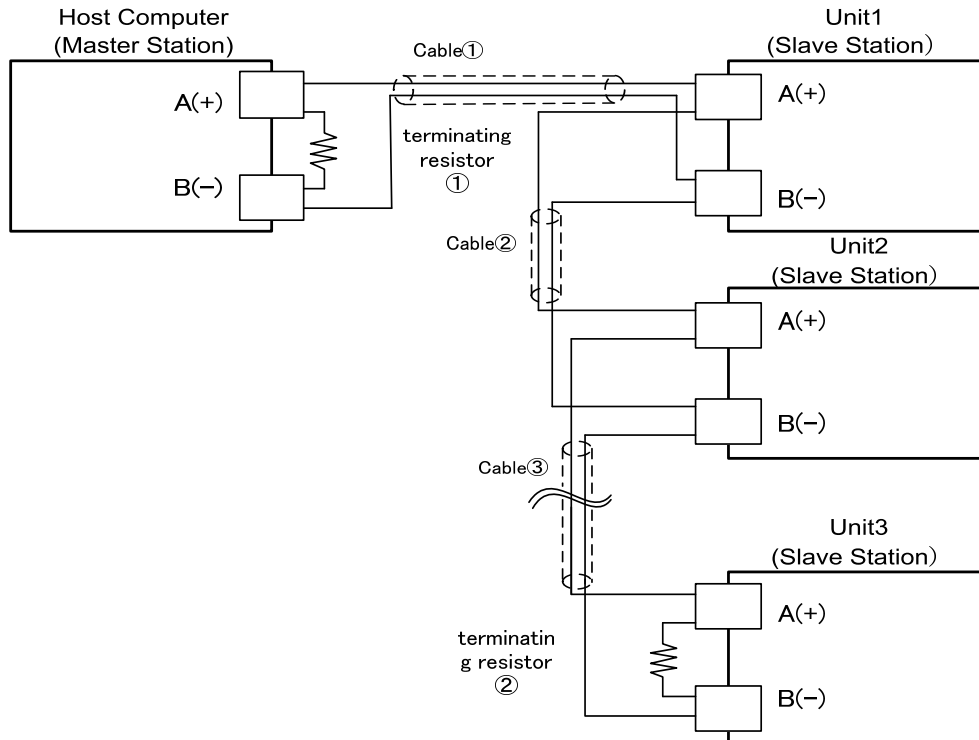 Host Computer
(Master Station)
Cable①
Unit1
(Slave Station)
A(+)
A(+)
terminating
resistor
①
B(−)
B(−)
Cable②
Unit2
(Slave Station)
A(+)
B(−)
Cable③
Unit3
(Slave Station)
A(+)
terminatin
g resistor
②
B(−)